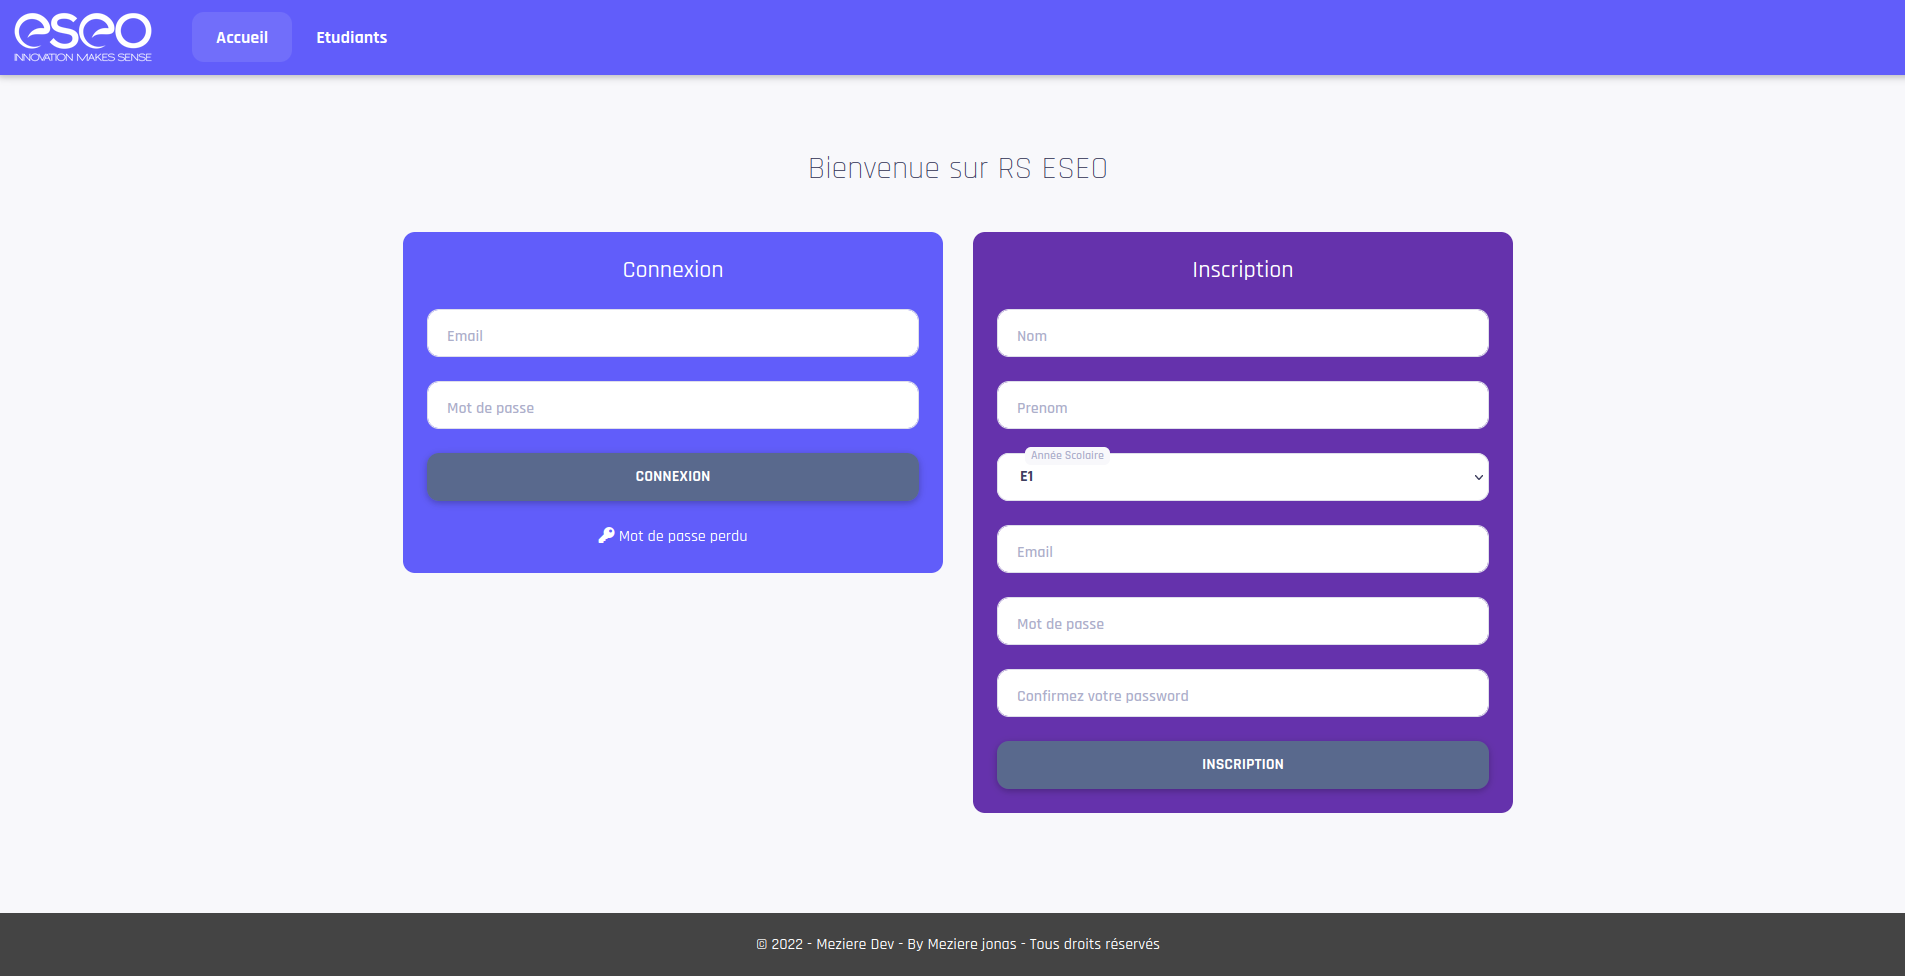 eseo
INNOVATION MAKES SENSE
Accueil
Etudiants
Bienvenue sur RS ESEO
Connexion
Email
Mot de passe
CONNEXION
Mot de passe perdu
Inscription
Nom
Prenom
Année Scolaire
E1
Email
Mot de passe
Confirmez votre password
INSCRIPTION
© 2022 - Meziere Dev - By Meziere jonas - Tous droits réservés